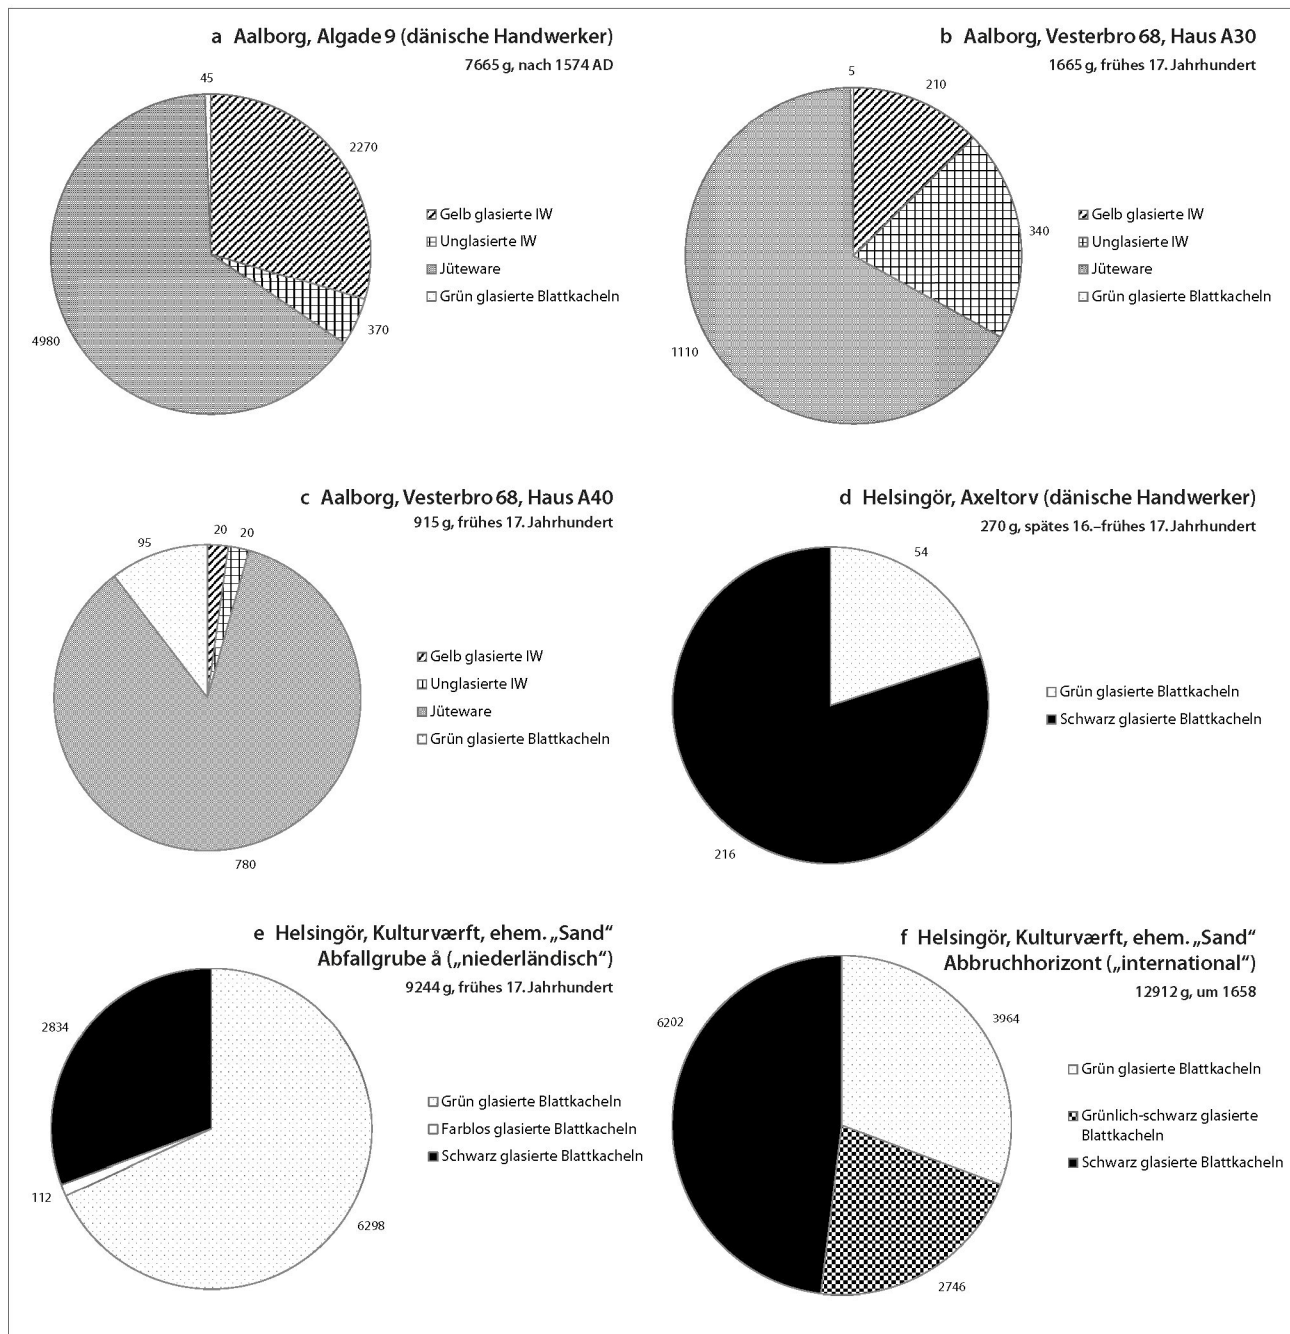 a Aalborg, Algade 9 (dänische Handwerker)
7665 g, nach 1574 AD
45
2270
370
4980
Gelb glasierte IW
Unglasierte IW
Jüteware
Grün glasierte Blattkacheln
b Aalborg, Vesterbro 68, Haus A30
1665 g, frühes 17. Jahrhundert
5
210
340
1110
Gelb glasierte IW
Unglasierte IW
Jüteware
Grün glasierte Blattkacheln
c Aalborg, Vesterbro 68, Haus A40
915 g, frühes 17. Jahrhundert
20
20
95
780
Gelb glasierte IW
Unglasierte IW
Jüteware
Grün glasierte Blattkacheln
d Helsingör, Axeltorv (dänische Handwerker)
270 g, spätes 16.–frühes 17. Jahrhundert
54
216
Grün glasierte Blattkacheln
Schwarz glasierte Blattkacheln
e Helsingör, Kulturværft, ehem. „Sand“
Abfallgrube å („niederländisch“)
9244 g, frühes 17. Jahrhundert
2834
112
6298
Grün glasierte Blattkacheln
Farblos glasierte Blattkacheln
Schwarz glasierte Blattkacheln
f Helsingör, Kulturværft, ehem. „Sand“
Abbruchhorizont („international“)
12912 g, um 1658
6202
3964
2746
Grün glasierte Blattkacheln
Grünlich-schwarz glasierte
Blattkacheln
Schwarz glasierte Blattkacheln